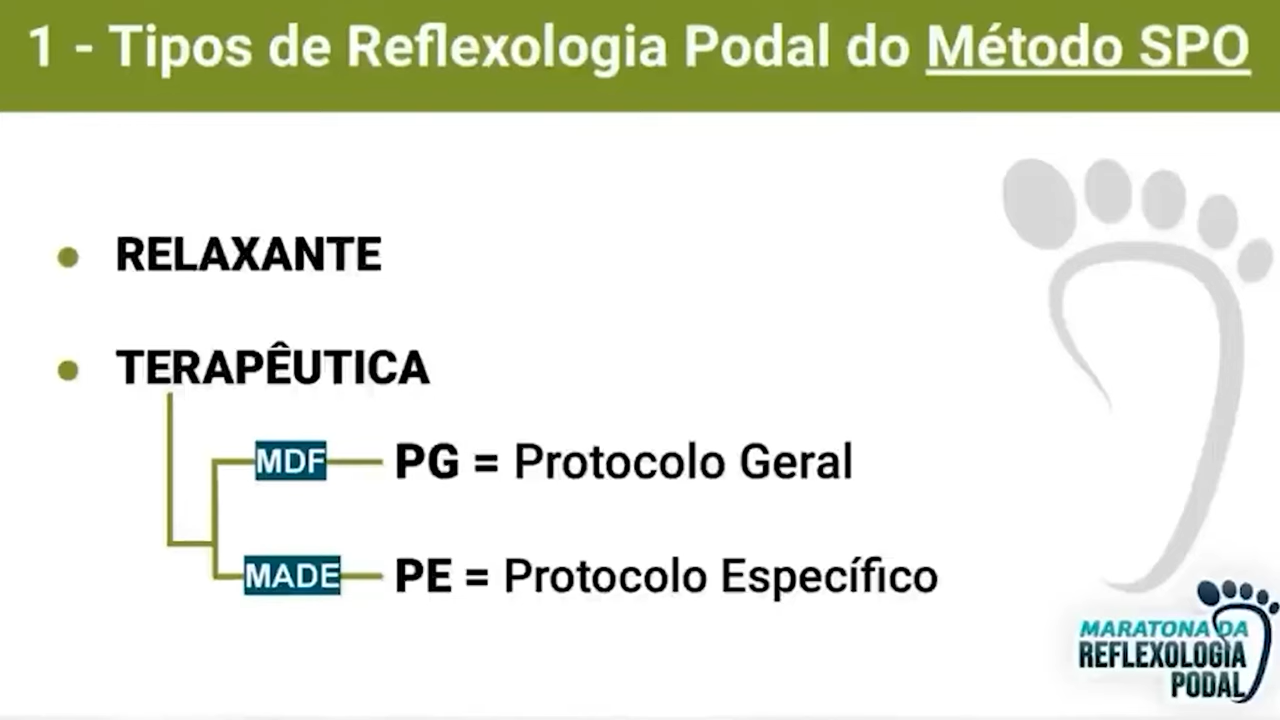 1 - Tipos de Reflexologia Podal do Método SPO
RELAXANTE
TERAPÊUTICA
MDF PG = Protocolo Geral
MADE PE = Protocolo Específico
MARATONA DA
REFLEXOLOGIA
PODAL